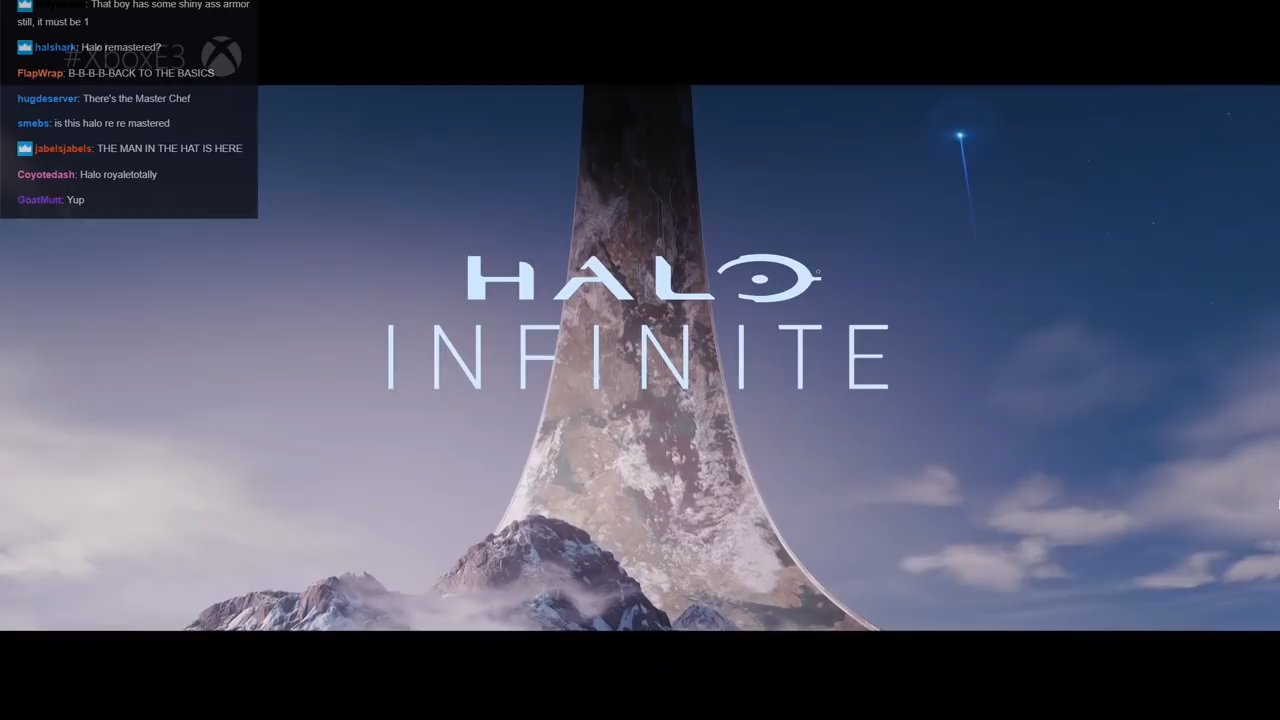 : That boy has some shiny ass armor
still, it must be 1
halshark: Halo remastered?
#XboxE3
FlapWrap: B-B-B-B-BACK TO THE BASICS
hugdeserver: There's the Master Chef
smebs: is this halo re re mastered
jabelsjabels: THE MAN IN THE HAT IS HERE
Coyotedash: Halo royaletotally
GoatMutt: Yup
HALO
INFINITE